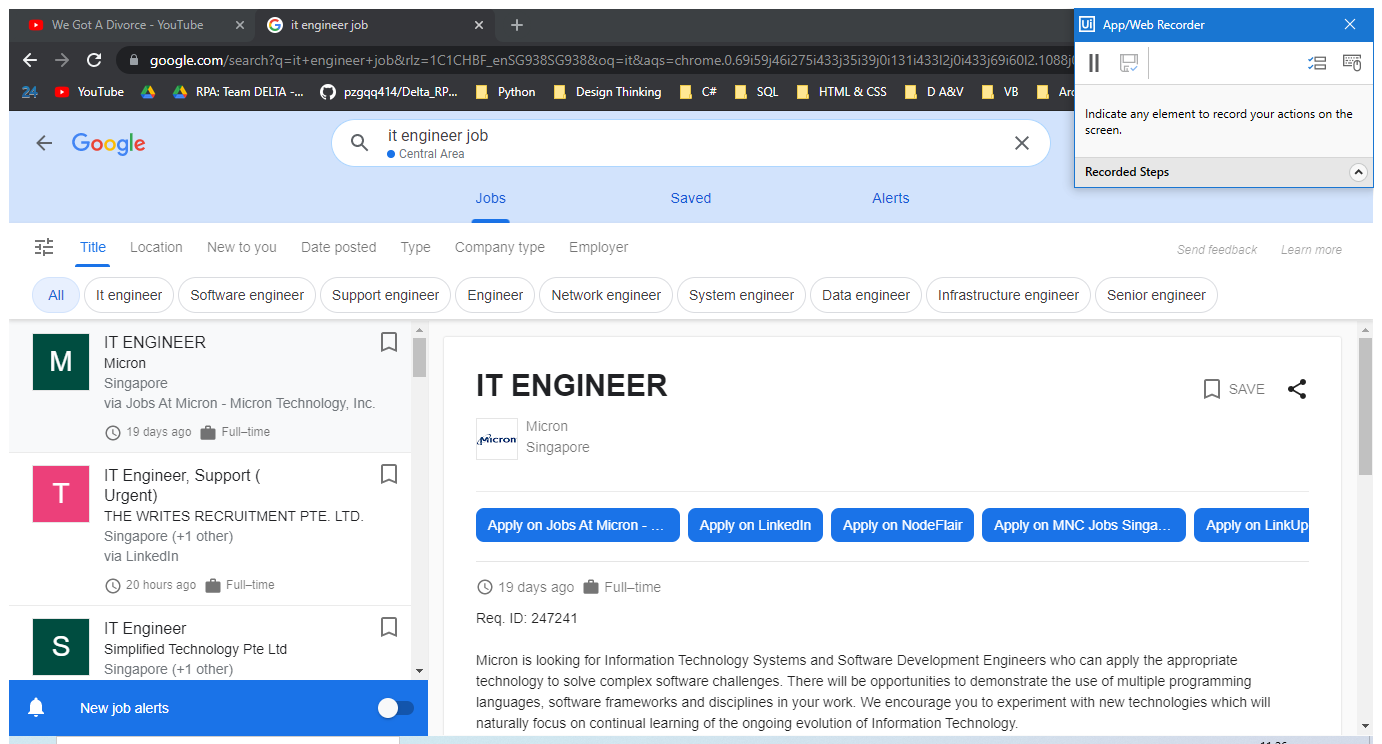 We Got A Divorce - YouTube
it engineer job
Ui App/Web Recorder
google.com/search?q=it+engineer+job&rlz=1C1CHBF_enSG938SG938&oq=it&aqs=chrome.0.69i59j46i275i433j35i39j0i131i433l2j0i433j69i60l2.1088j0
24 YouTube RPA: Team DELTA -... pzgqq414/Delta_RP... Python Design Thinking C# SQL HTML & CSS D A&V VB Arc
Indicate any element to record your actions on the
screen.
Recorded Steps
Google
it engineer job
Central Area
Jobs Saved Alerts
Title Location New to you Date posted Type Company type Employer
Send feedback Learn more
All It engineer Software engineer Support engineer Engineer Network engineer System engineer Data engineer Infrastructure engineer Senior engineer
M
IT ENGINEER
Micron
Singapore
via Jobs At Micron - Micron Technology, Inc.
19 days ago Full–time
T
IT Engineer, Support (
Urgent)
THE WRITES RECRUITMENT PTE. LTD.
Singapore (+1 other)
via LinkedIn
20 hours ago Full–time
S
IT Engineer
Simplified Technology Pte Ltd
Singapore (+1 other)
New job alerts
IT ENGINEER
SAVE
Micron
Micron
Singapore
Apply on Jobs At Micron - ... Apply on LinkedIn Apply on NodeFlair Apply on MNC Jobs Singa... Apply on LinkUp
19 days ago Full–time
Req. ID: 247241
Micron is looking for Information Technology Systems and Software Development Engineers who can apply the appropriate
technology to solve complex software challenges. There will be opportunities to demonstrate the use of multiple programming
languages, software frameworks and disciplines in your work. We encourage you to experiment with new technologies which will
naturally focus on continual learning of the ongoing evolution of Information Technology.